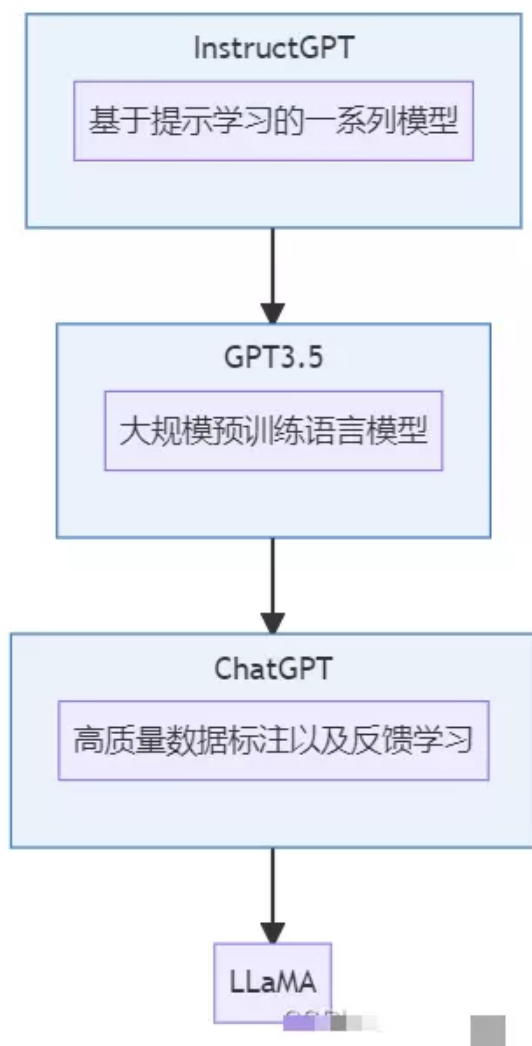 InstructGPT
基于提示学习的一系列模型
GPT3.5
大规模预训练语言模型
ChatGPT
高质量数据标注以及反馈学习
LLaMA